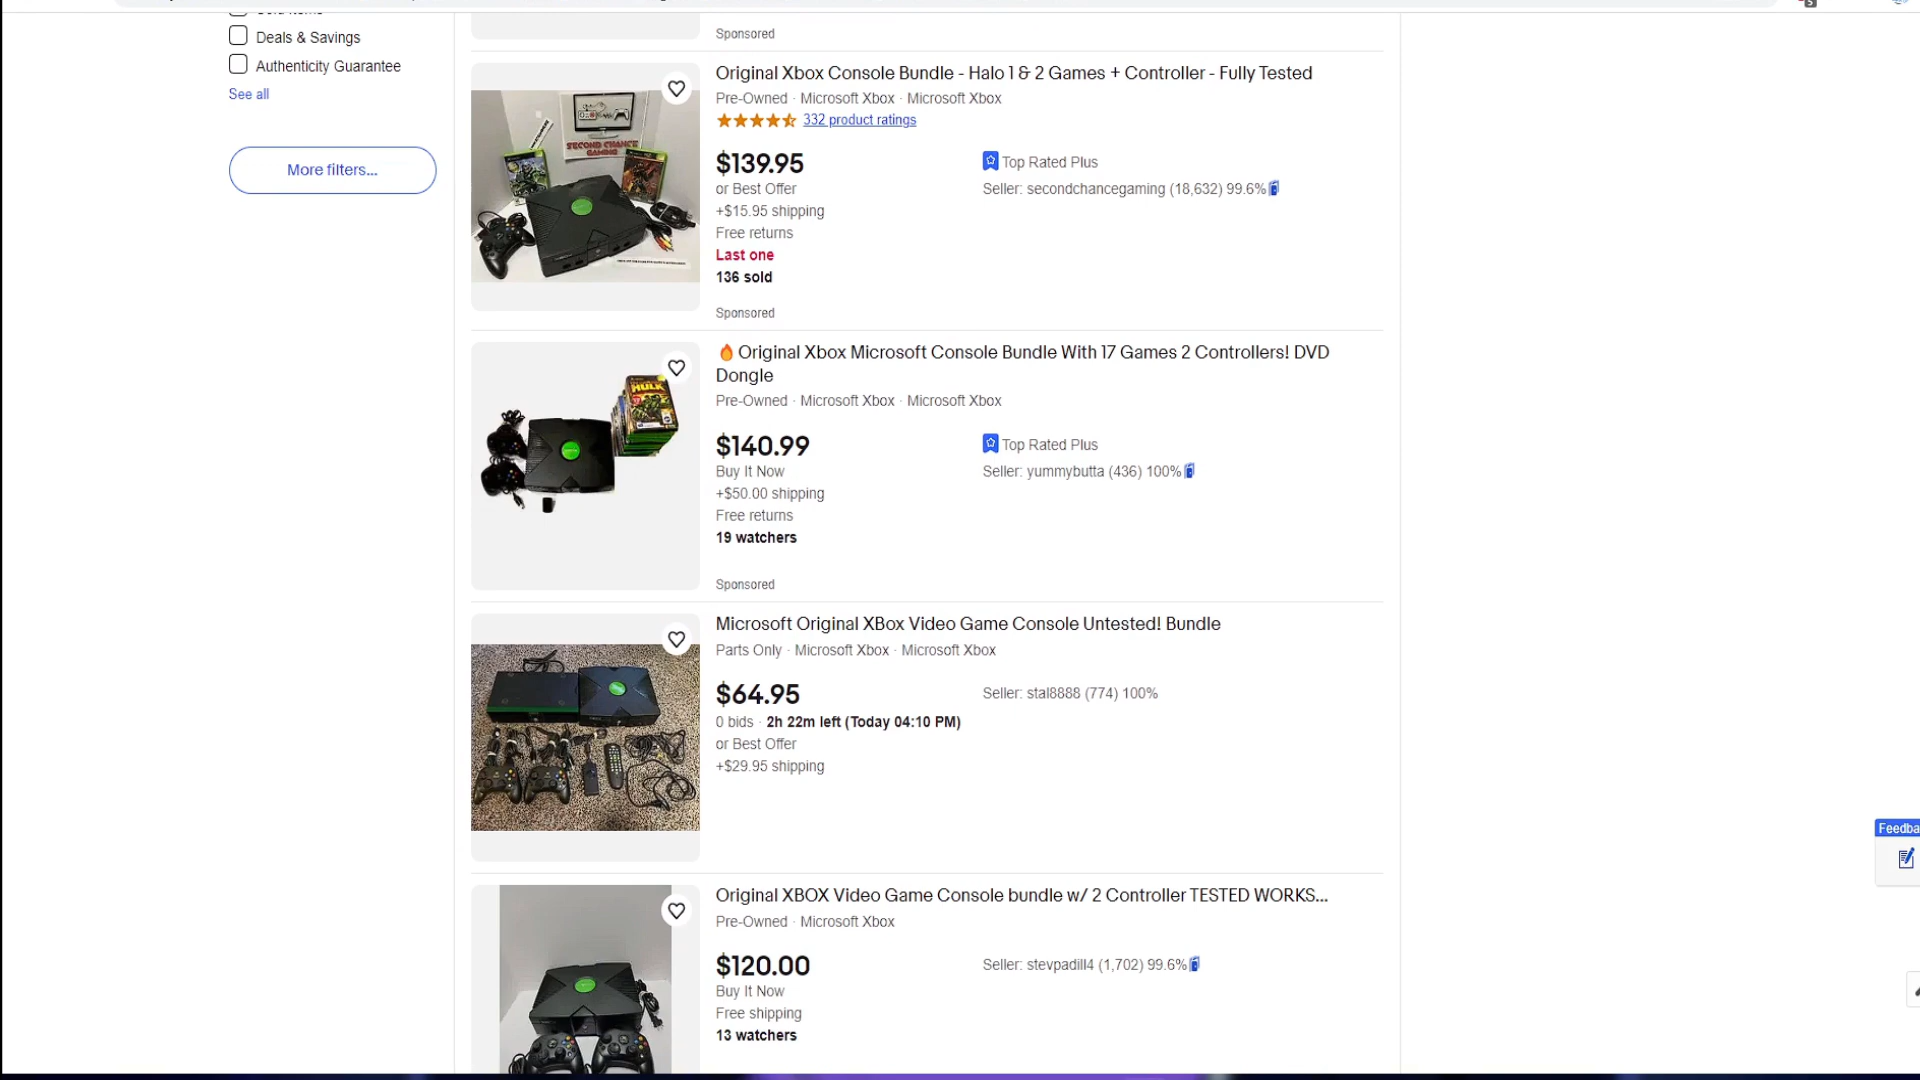 Deals & Savings
Authenticity Guarantee
See all
More filters...
Sponsored
Original Xbox Console Bundle - Halo 1 & 2 Games + Controller - Fully Tested
Pre-Owned · Microsoft Xbox · Microsoft Xbox
332 product ratings
$139.95
Top Rated Plus
or Best Offer
Seller: secondchancegaming (18,632) 99.6%
+$15.95 shipping
Free returns
Last one
136 sold
Sponsored
SECOND CHANCE
GAMING
🔥Original Xbox Microsoft Console Bundle With 17 Games 2 Controllers! DVD
Dongle
Pre-Owned · Microsoft Xbox · Microsoft Xbox
$140.99
Top Rated Plus
Buy It Now
Seller: yummybutta (436) 100%
+$50.00 shipping
Free returns
19 watchers
Sponsored
HULK
Microsoft Original XBox Video Game Console Untested! Bundle
Parts Only · Microsoft Xbox · Microsoft Xbox
$64.95
Seller: stal8888 (774) 100%
0 bids · 2h 22m left (Today 04:10 PM)
or Best Offer
+$29.95 shipping
Feedba
Original XBOX Video Game Console bundle w/ 2 Controller TESTED WORKS...
Pre-Owned · Microsoft Xbox
$120.00
Seller: stevpadill4 (1,702) 99.6%
Buy It Now
Free shipping
13 watchers